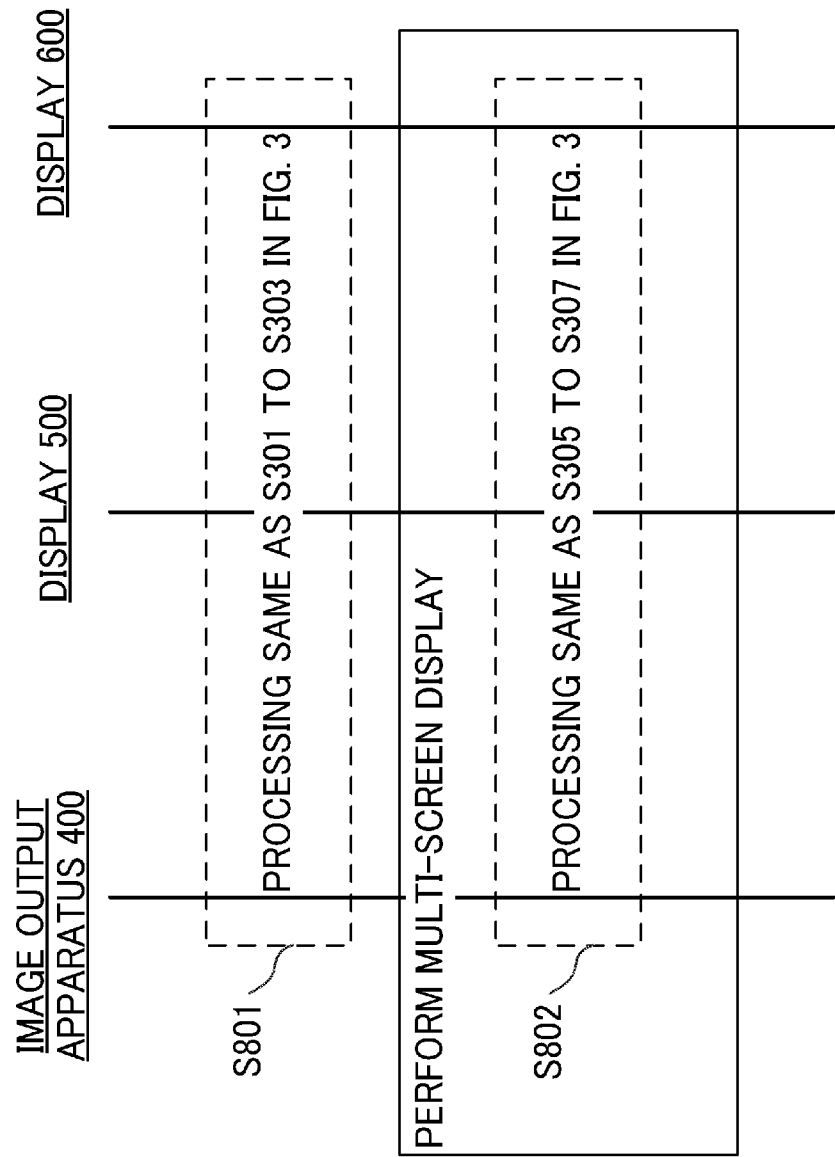 IMAGE OUTPUT
APPARATUS 400
DISPLAY 500
DISPLAY 600
S801
PROCESSING SAME AS S301 TO S303 IN FIG. 3
PERFORM MULTI-SCREEN DISPLAY
S802
PROCESSING SAME AS S305 TO S307 IN FIG. 3